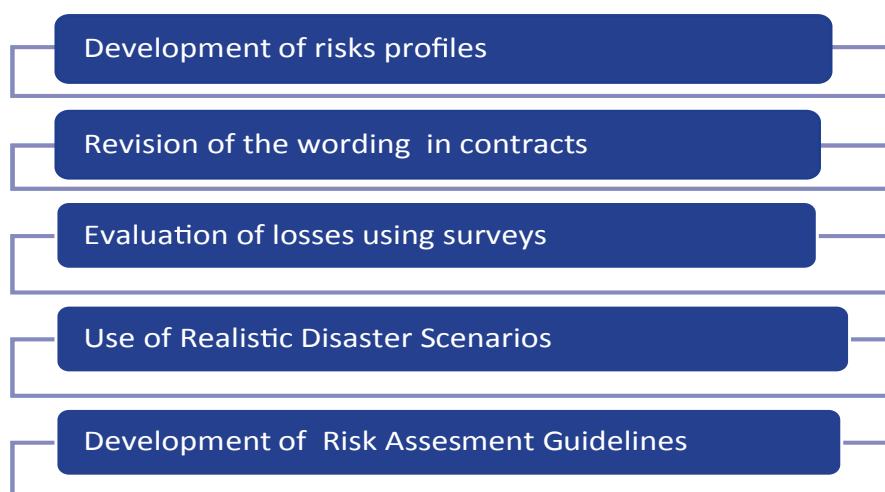 Development of risks profiles
Revision of the wording  in contracts
Evaluation of losses using surveys
Use of Realistic Disaster Scenarios
Development of  Risk Assesment Guidelines